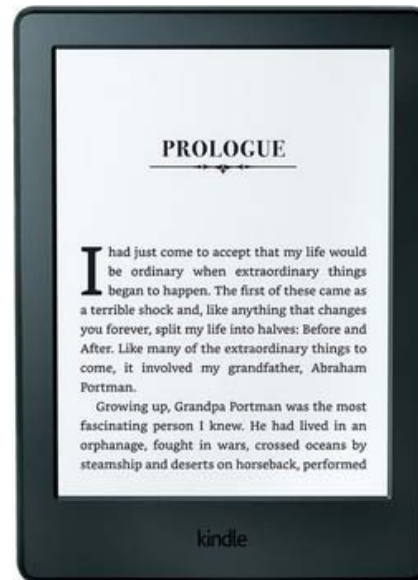 PROLOGUE
I had just come to accept that my life would
be ordinary when extraordinary things
began to happen. The first of these came as
a terrible shock and, like anything that changes
you forever, split my life into halves: Before and
After. Like many of the extraordinary things to
come, it involved my grandfather, Abraham
Portman.
Growing up, Grandpa Portman was the most
fascinating person I knew. He had lived in an
orphanage, fought in wars, crossed oceans by
steamship and deserts on horseback, performed
kindle